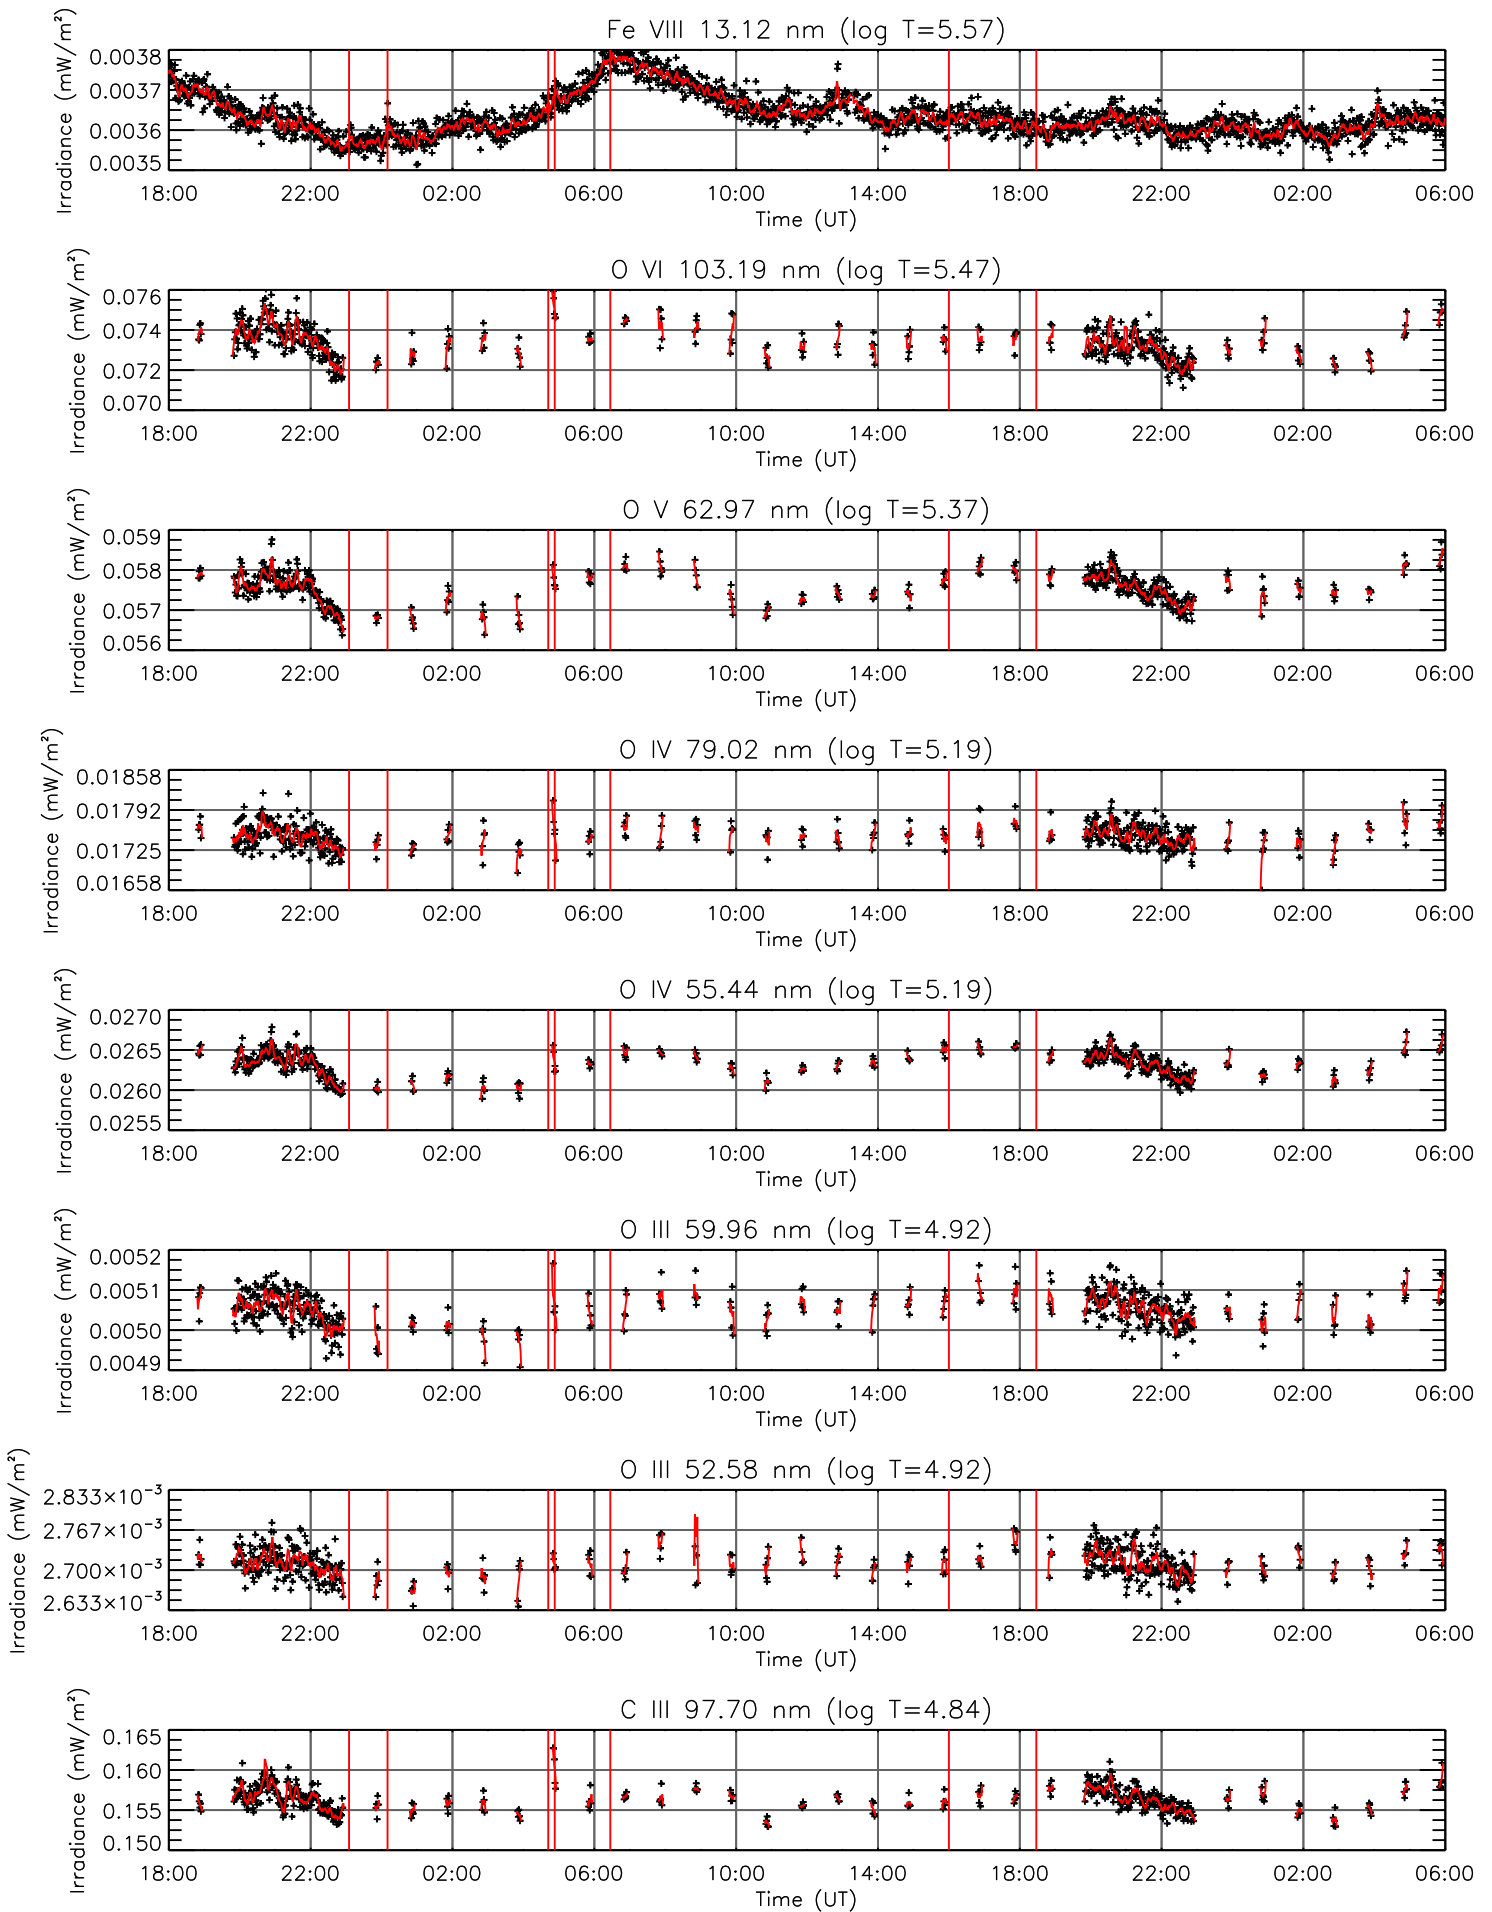 Fe VIII 13.12 nm (log T=5.57)
Irradiance (mW/m²)
0.0038
0.0037
0.0036
0.0035
18:00 22:00 02:00 06:00 10:00 14:00 18:00 22:00 02:00 06:00
Time (UT)
O VI 103.19 nm (log T=5.47)
Irradiance (mW/m²)
0.076
0.074
0.072
0.070
18:00 22:00 02:00 06:00 10:00 14:00 18:00 22:00 02:00 06:00
Time (UT)
O V 62.97 nm (log T=5.37)
Irradiance (mW/m²)
0.059
0.058
0.057
0.056
18:00 22:00 02:00 06:00 10:00 14:00 18:00 22:00 02:00 06:00
Time (UT)
O IV 79.02 nm (log T=5.19)
Irradiance (mW/m²)
0.01858
0.01792
0.01725
0.01658
18:00 22:00 02:00 06:00 10:00 14:00 18:00 22:00 02:00 06:00
Time (UT)
O IV 55.44 nm (log T=5.19)
Irradiance (mW/m²)
0.0270
0.0265
0.0260
0.0255
18:00 22:00 02:00 06:00 10:00 14:00 18:00 22:00 02:00 06:00
Time (UT)
O III 59.96 nm (log T=4.92)
Irradiance (mW/m²)
0.0052
0.0051
0.0050
0.0049
18:00 22:00 02:00 06:00 10:00 14:00 18:00 22:00 02:00 06:00
Time (UT)
O III 52.58 nm (log T=4.92)
Irradiance (mW/m²)
2.833×10⁻³
2.767×10⁻³
2.700×10⁻³
2.633×10⁻³
18:00 22:00 02:00 06:00 10:00 14:00 18:00 22:00 02:00 06:00
Time (UT)
C III 97.70 nm (log T=4.84)
Irradiance (mW/m²)
0.165
0.160
0.155
0.150
18:00 22:00 02:00 06:00 10:00 14:00 18:00 22:00 02:00 06:00
Time (UT)